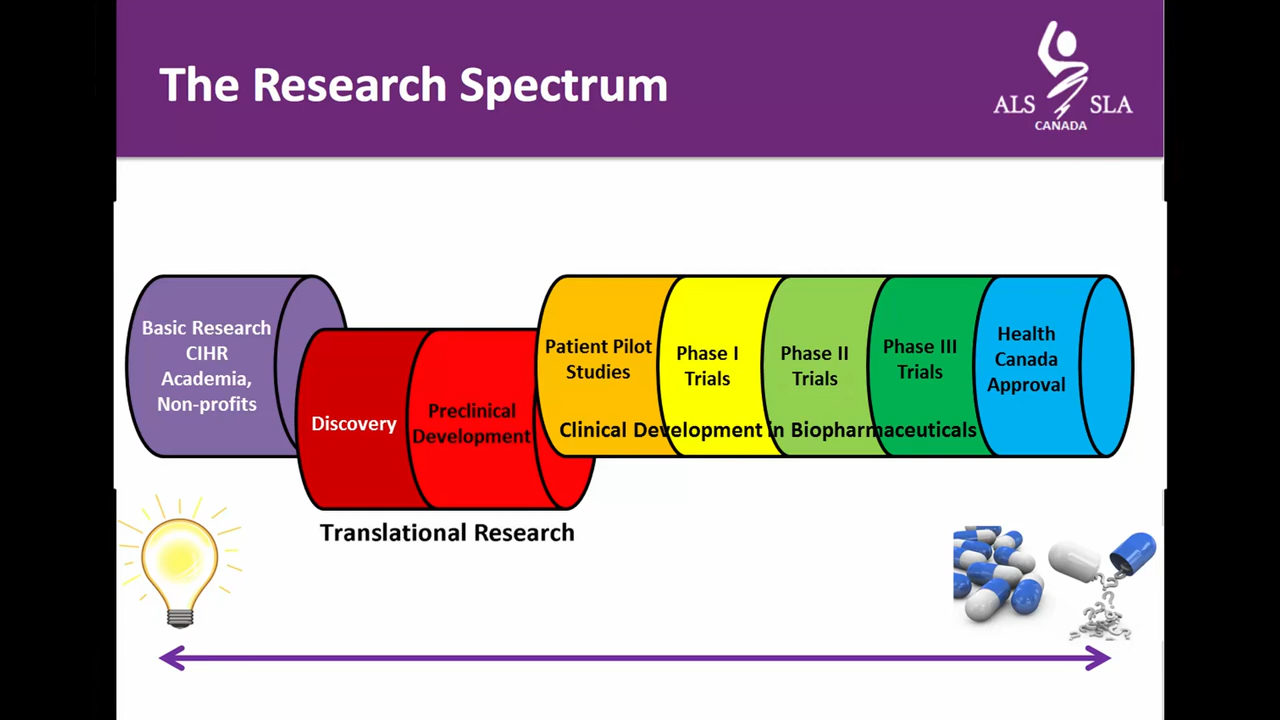 The Research Spectrum
ALS SLA
CANADA
Basic Research
CIHR
Academia,
Non-profits
Discovery
Preclinical
Development
Patient Pilot
Studies
Phase I
Trials
Phase II
Trials
Phase III
Trials
Health
Canada
Approval
Clinical Development in Biopharmaceuticals
Translational Research